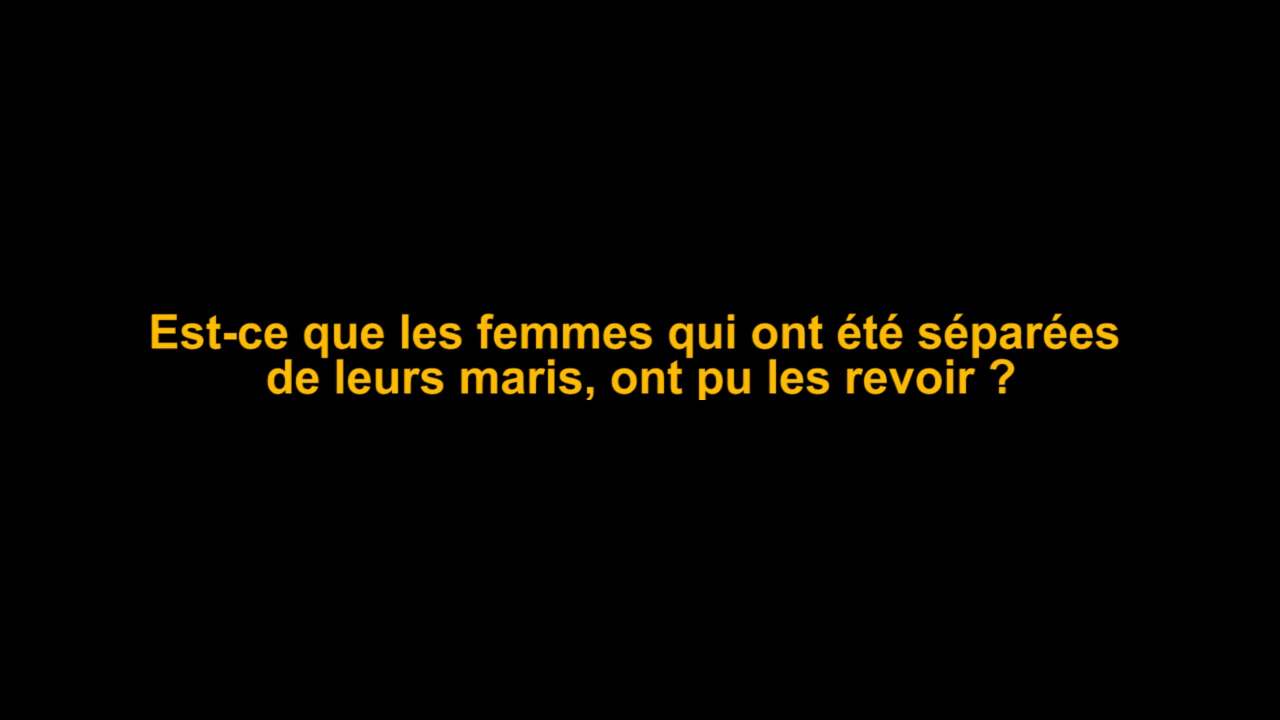 Est-ce que les femmes qui ont été séparées
de leurs maris, ont pu les revoir ?